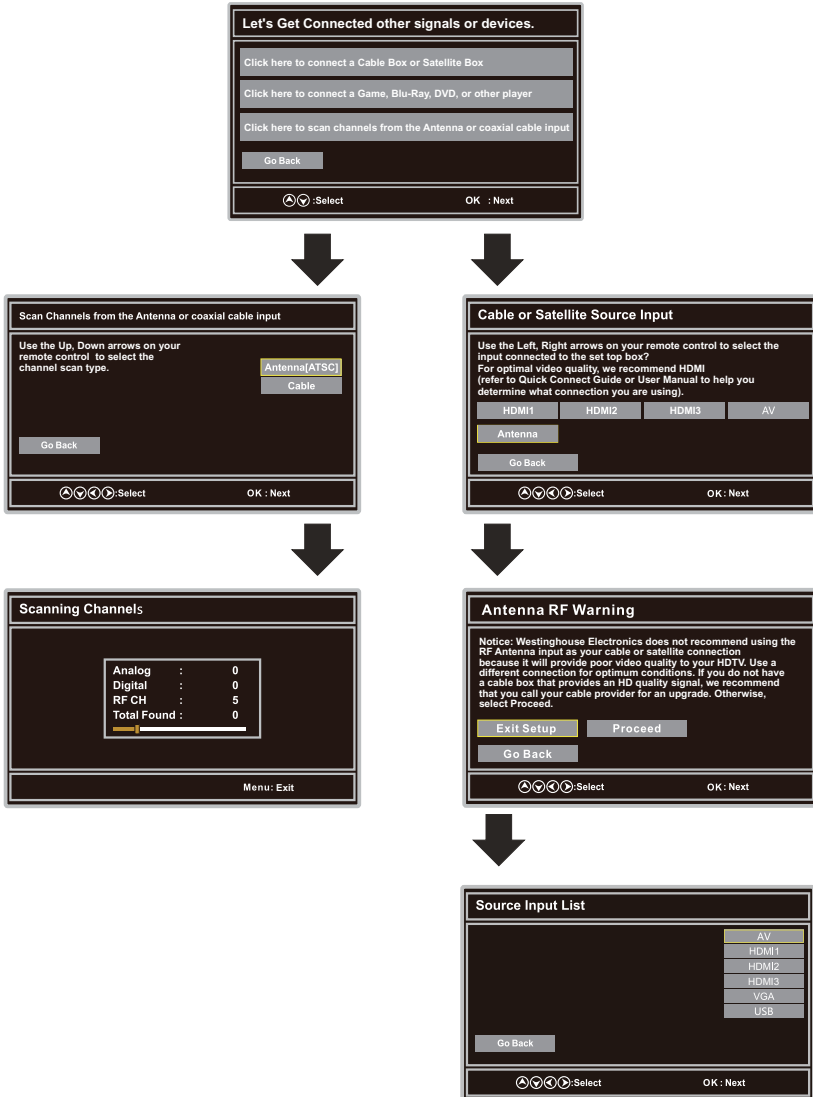 Let's Get Connected other signals or devices.
Click here to connect a Cable Box or Satellite Box
Click here to connect a Game, Blu-Ray, DVD, or other player
Click here to scan channels from the Antenna or coaxial cable input
Go Back
:Select
OK : Next
Scan Channels from the Antenna or coaxial cable input
Use the Up, Down arrows on your
remote control to select the
channel scan type.
Antenna[ATSC]
Cable
Go Back
:Select
OK : Next
Cable or Satellite Source Input
Use the Left, Right arrows on your remote control to select the
input connected to the set top box?
For optimal video quality, we recommend HDMI
(refer to Quick Connect Guide or User Manual to help you
determine what connection you are using).
HDMI1 HDMI2 HDMI3 AV
Antenna
Go Back
:Select
OK : Next
Scanning Channels
Analog : 0
Digital : 0
RF CH : 5
Total Found : 0
Menu: Exit
Antenna RF Warning
Notice: Westinghouse Electronics does not recommend using the
RF Antenna input as your cable or satellite connection
because it will provide poor video quality to your HDTV. Use a
different connection for optimum conditions. If you do not have
a cable box that provides an HD quality signal, we recommend
that you call your cable provider for an upgrade. Otherwise,
select Proceed.
Exit Setup Proceed
Go Back
:Select
OK : Next
Source Input List
AV
HDMI1
HDMI2
HDMI3
VGA
USB
Go Back
:Select
OK : Next